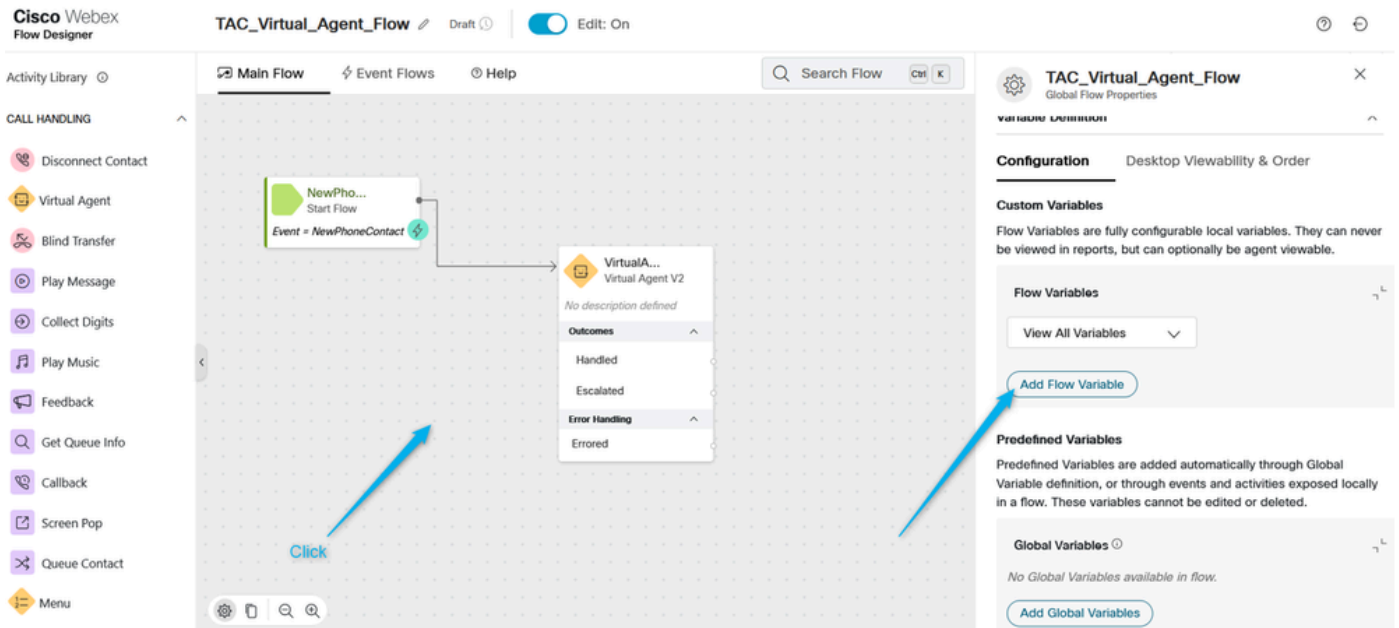 Cisco Webex
Flow Designer
TAC_Virtual_Agent_Flow
Draft
Edit: On
Activity Library
CALL HANDLING
Disconnect Contact
Virtual Agent
Blind Transfer
Play Message
Collect Digits
Play Music
Feedback
Get Queue Info
Callback
Screen Pop
Queue Contact
Menu
Main Flow
Event Flows
Help
Search Flow
Ctrl K
NewPho...
Start Flow
Event = NewPhoneContact
VirtualA...
Virtual Agent V2
No description defined
Outcomes
Handled
Escalated
Error Handling
Errored
Click
TAC_Virtual_Agent_Flow
Global Flow Properties
Variable Definition
Configuration
Desktop Viewability & Order
Custom Variables
Flow Variables are fully configurable local variables. They can never
be viewed in reports, but can optionally be agent viewable.
Flow Variables
View All Variables
Add Flow Variable
Predefined Variables
Predefined Variables are added automatically through Global
Variable definition, or through events and activities exposed locally
in a flow. These variables cannot be edited or deleted.
Global Variables
No Global Variables available in flow.
Add Global Variables